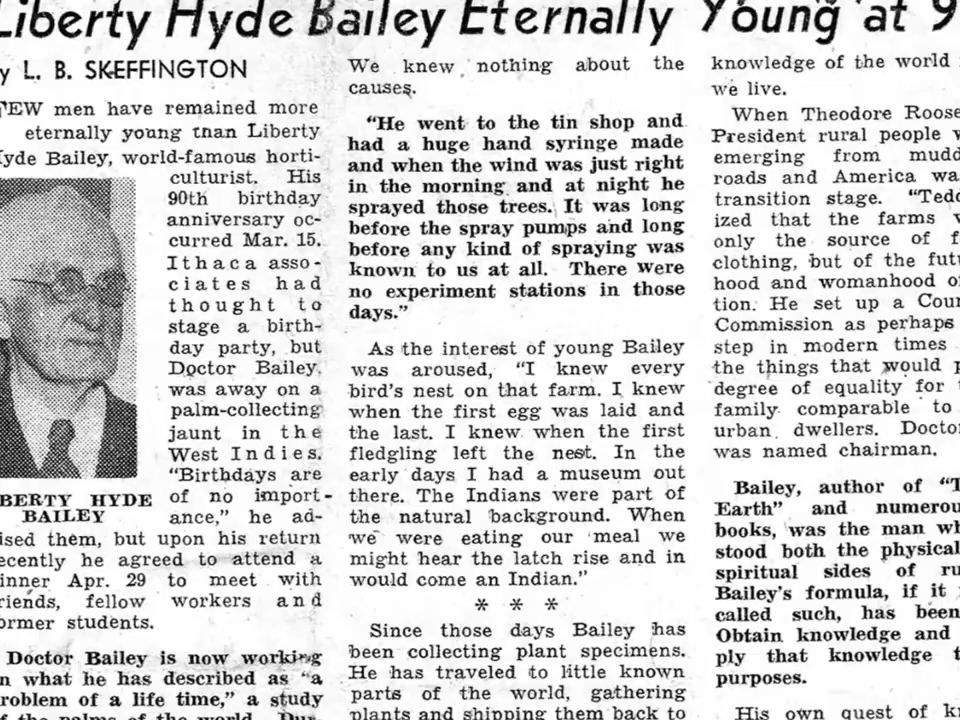 Liberty Hyde Bailey Eternally Young at 9
y L. B. SKEFFINGTON
FEW men have remained more
eternally young than Liberty
Hyde Bailey, world-famous horti-
culturist. His
90th birthday
anniversary oc-
curred Mar. 15.
Ithaca asso-
ciates had
thought to
stage a birth-
day party, but
Doctor Bailey
was away on a
palm-collecting
jaunt in the
West Indies.
"Birthdays are
of no import-
ance," he ad-
BERTY HYDE
BAILEY
ised them, but upon his return
ecently he agreed to attend a
inner Apr. 29 to meet with
riends, fellow workers and
ormer students.
Doctor Bailey is now working
n what he has described as "a
roblem of a life time," a study
of the palms of the world. Dur-
We knew nothing about the
causes.
"He went to the tin shop and
had a huge hand syringe made
and when the wind was just right
in the morning and at night he
sprayed those trees. It was long
before the spray pumps and long
before any kind of spraying was
known to us at all. There were
no experiment stations in those
days."
As the interest of young Bailey
was aroused, "I knew every
bird's nest on that farm. I knew
when the first egg was laid and
the last. I knew when the first
fledgling left the nest. In the
early days I had a museum out
there. The Indians were part of
the natural background. When
we were eating our meal we
might hear the latch rise and in
would come an Indian."
* * *
Since those days Bailey has
been collecting plant specimens.
He has traveled to little known
parts of the world, gathering
plants and shipping them back to
knowledge of the world
we live.
When Theodore Roose
President rural people w
emerging from mudd
roads and America wa
transition stage. "Tedd
ized that the farms w
only the source of f
clothing, but of the futu
hood and womanhood o
tion. He set up a Coun
Commission as perhaps
step in modern times
the things that would p
degree of equality for t
family comparable to
urban dwellers. Doctor
was named chairman.
Bailey, author of "T
Earth" and numerou
books, was the man wh
stood both the physical
spiritual sides of ru
Bailey's formula, if it
called such, has been
Obtain knowledge and
ply that knowledge t
purposes.
His own quest of kn